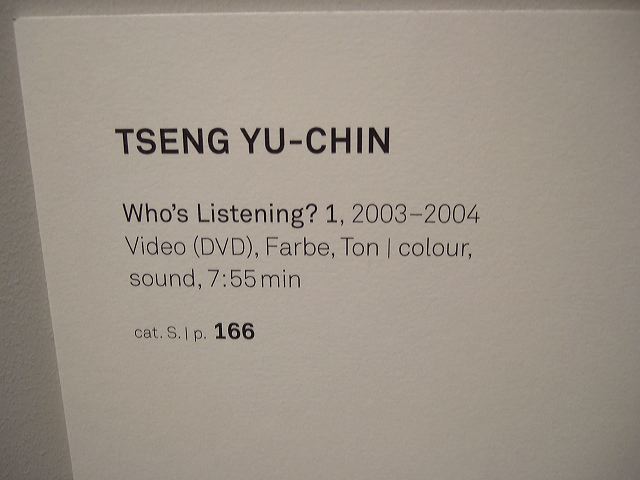 TSENG YU-CHIN
Who's Listening? 1, 2003–2004
Video (DVD), Farbe, Ton | colour,
sound, 7:55 min
cat. S. | p. 166